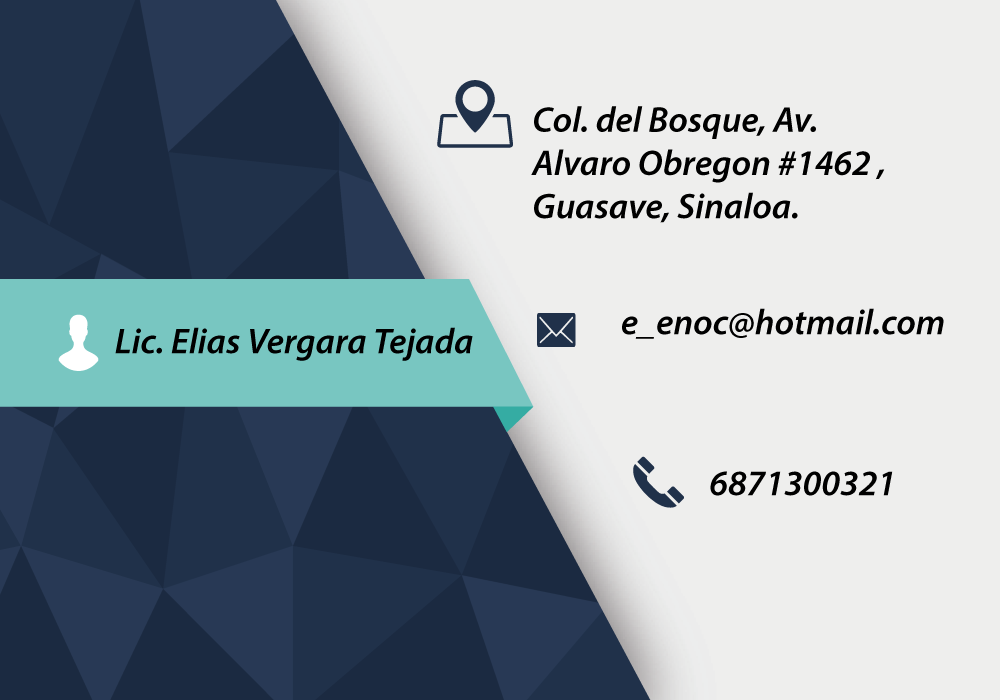 Col. del Bosque, Av.
Alvaro Obregon #1462 ,
Guasave, Sinaloa.
Lic. Elias Vergara Tejada
e_enoc@hotmail.com
6871300321